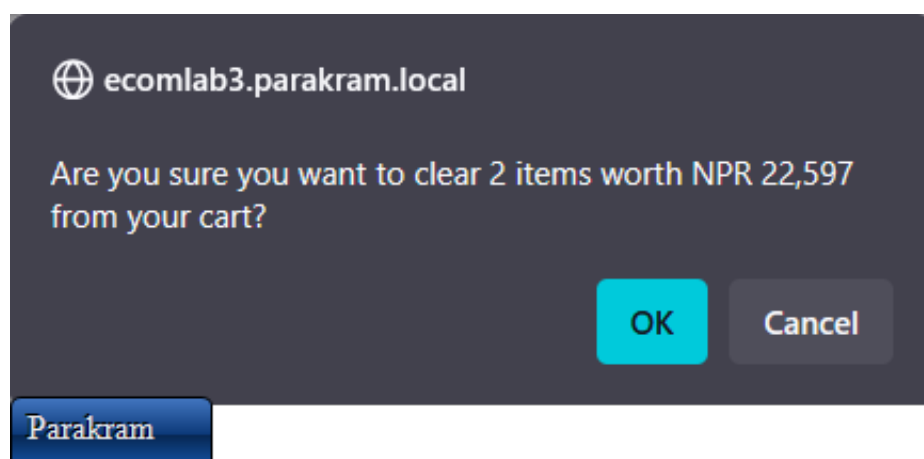 ecomlab3.parakram.local
Are you sure you want to clear 2 items worth NPR 22,597
from your cart?
OK Cancel
Parakram